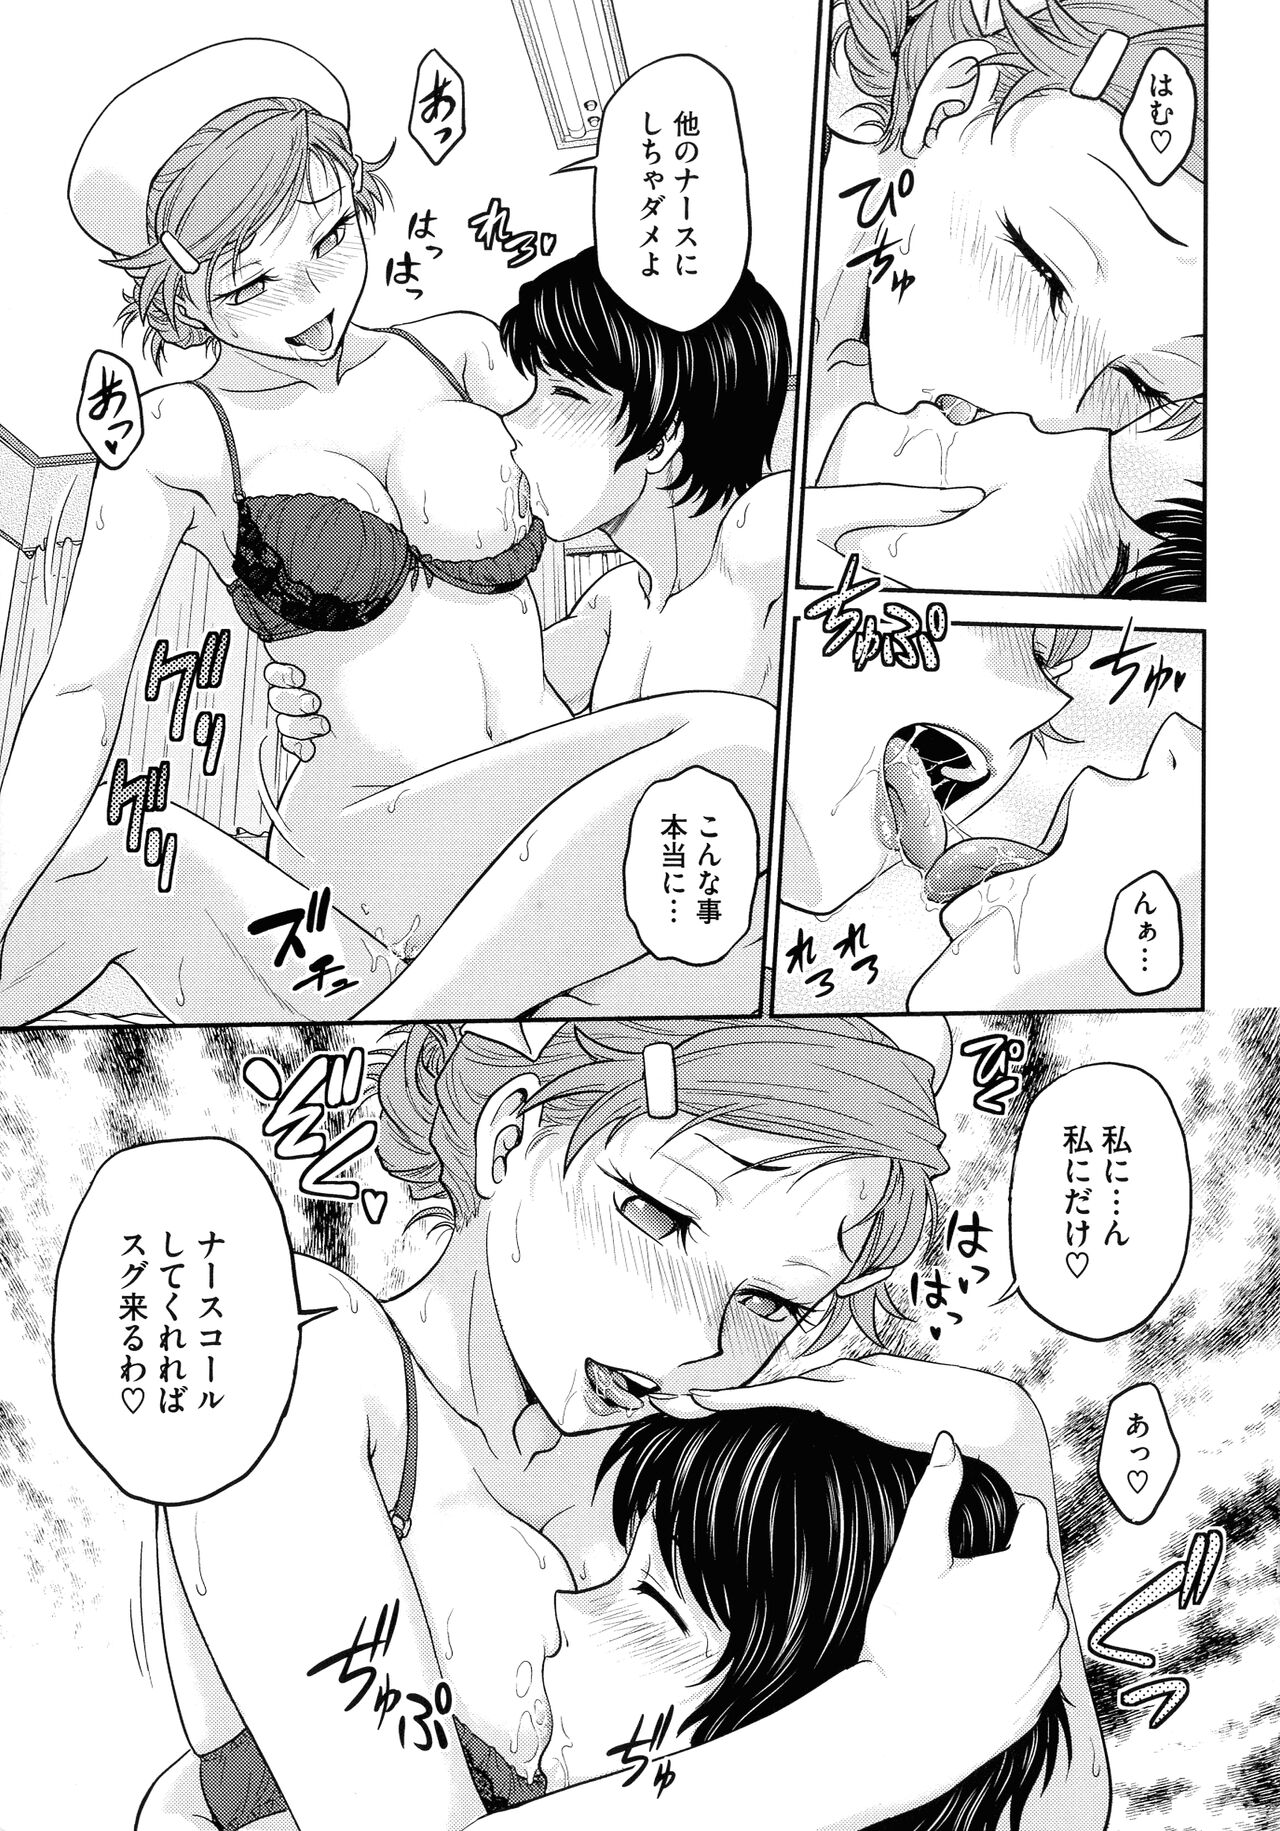 はむ♡
ぴ
ちゅ
ちゅぷ
ちゅ♥
んぁ…
れろ
れろ
他のナースに
しちゃダメよ
れろ♥
あっ
はっ
はっ
あっ♥
こんな事
本当に…
グリ
グリ
ズ
チュ
私に…ん
私にだけ♡
ぴく
ぞく♥
はっ
はっ♥
ナースコール
してくれれば
スグ来るわ♡
あっ♡
ぐっ
ぢゅぷ
ぢゅ